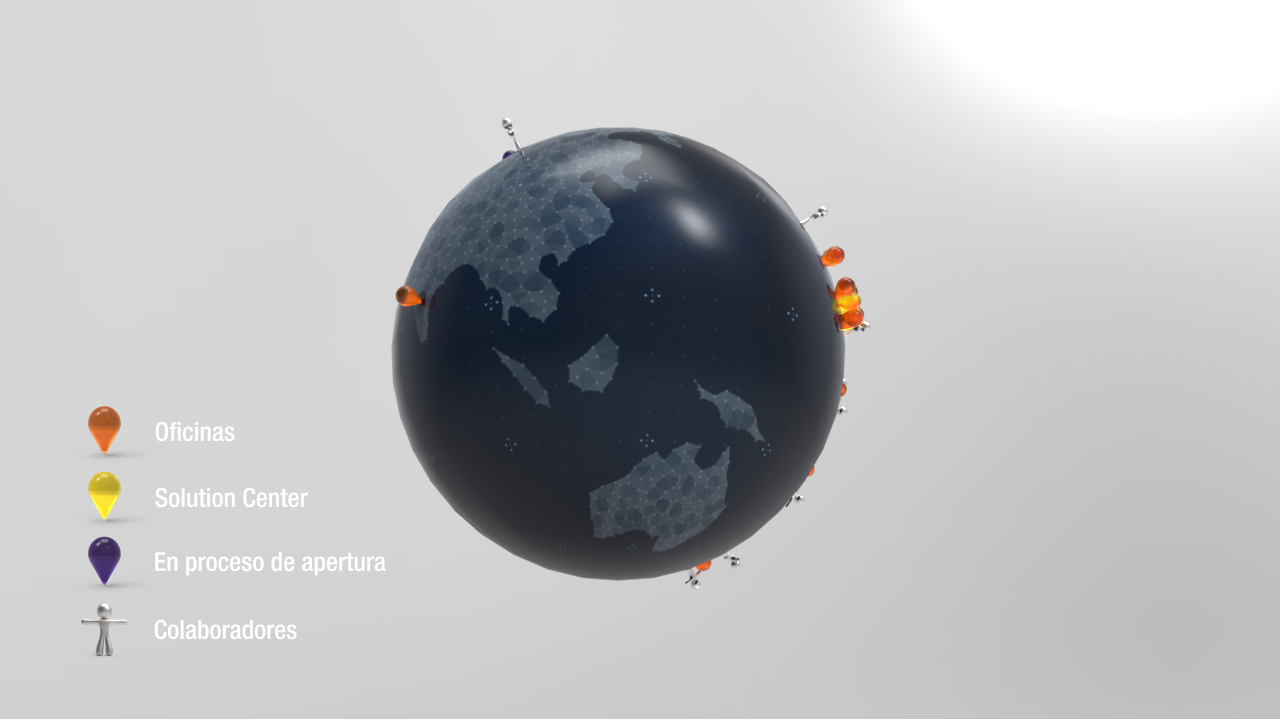 Oficinas
Solution Center
En proceso de apertura
Colaboradores